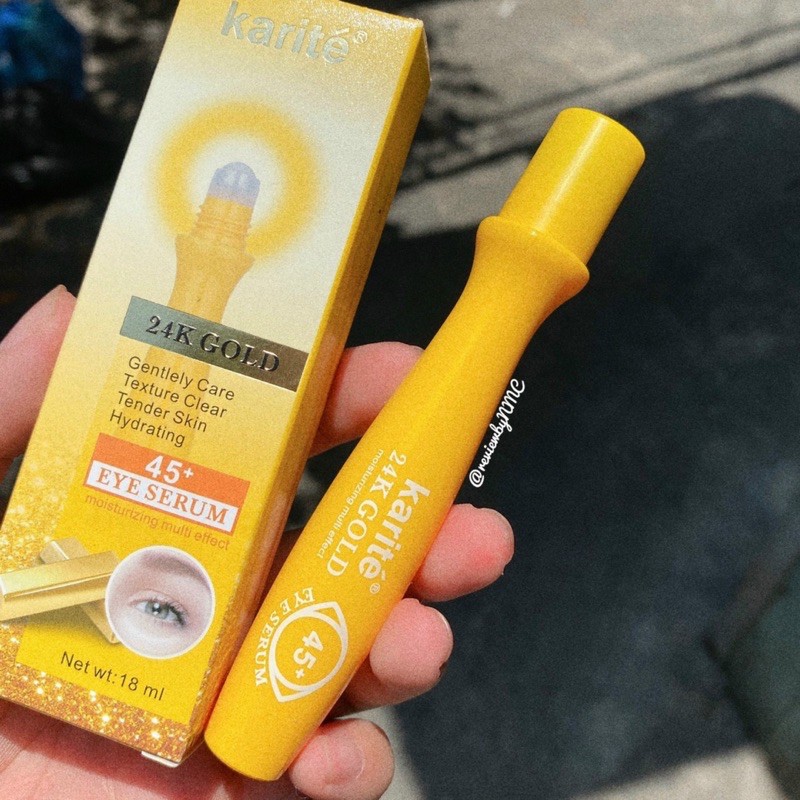 karité®
24K GOLD
Gentlely Care
Texture Clear
Tender Skin
Hydrating
45+
EYE SERUM
moisturizing multi effect
Net wt:18 ml
karité®
24K GOLD
moisturizing multi effect
EYE SERUM
45+
@reviewbyNME